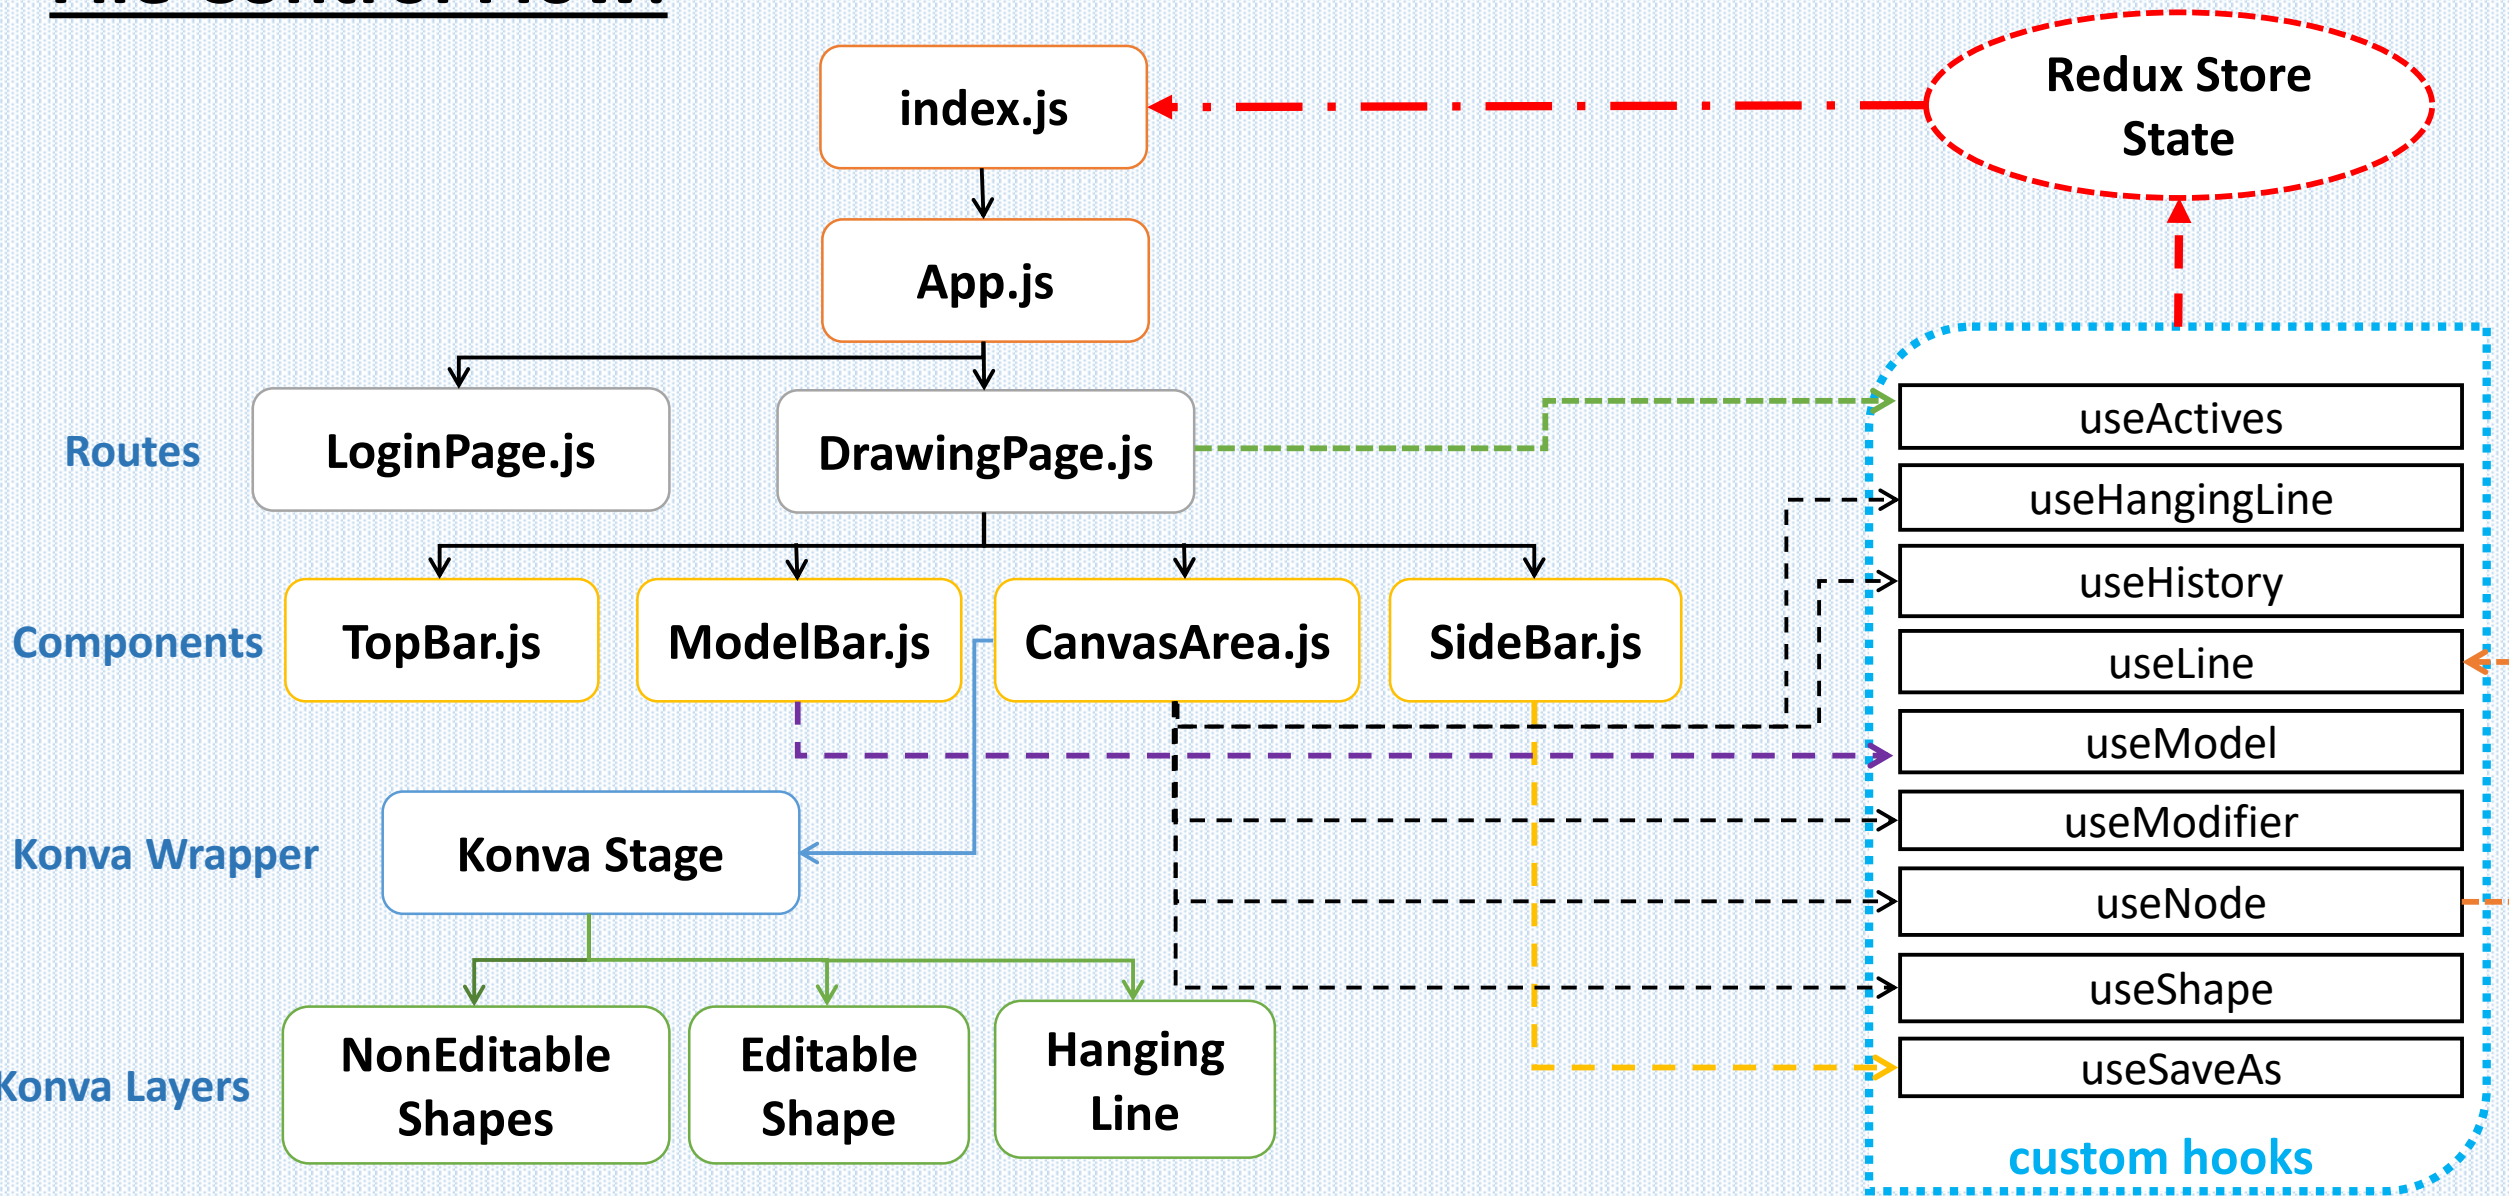 index.js
Redux Store
State
App.js
Routes
LoginPage.js
DrawingPage.js
useActives
useHangingLine
useHistory
Components
TopBar.js
ModelBar.js
CanvasArea.js
SideBar.js
useLine
useModel
Konva Wrapper
Konva Stage
useModifier
useNode
useShape
Konva Layers
NonEditable
Shapes
Editable
Shape
Hanging
Line
useSaveAs
custom hooks